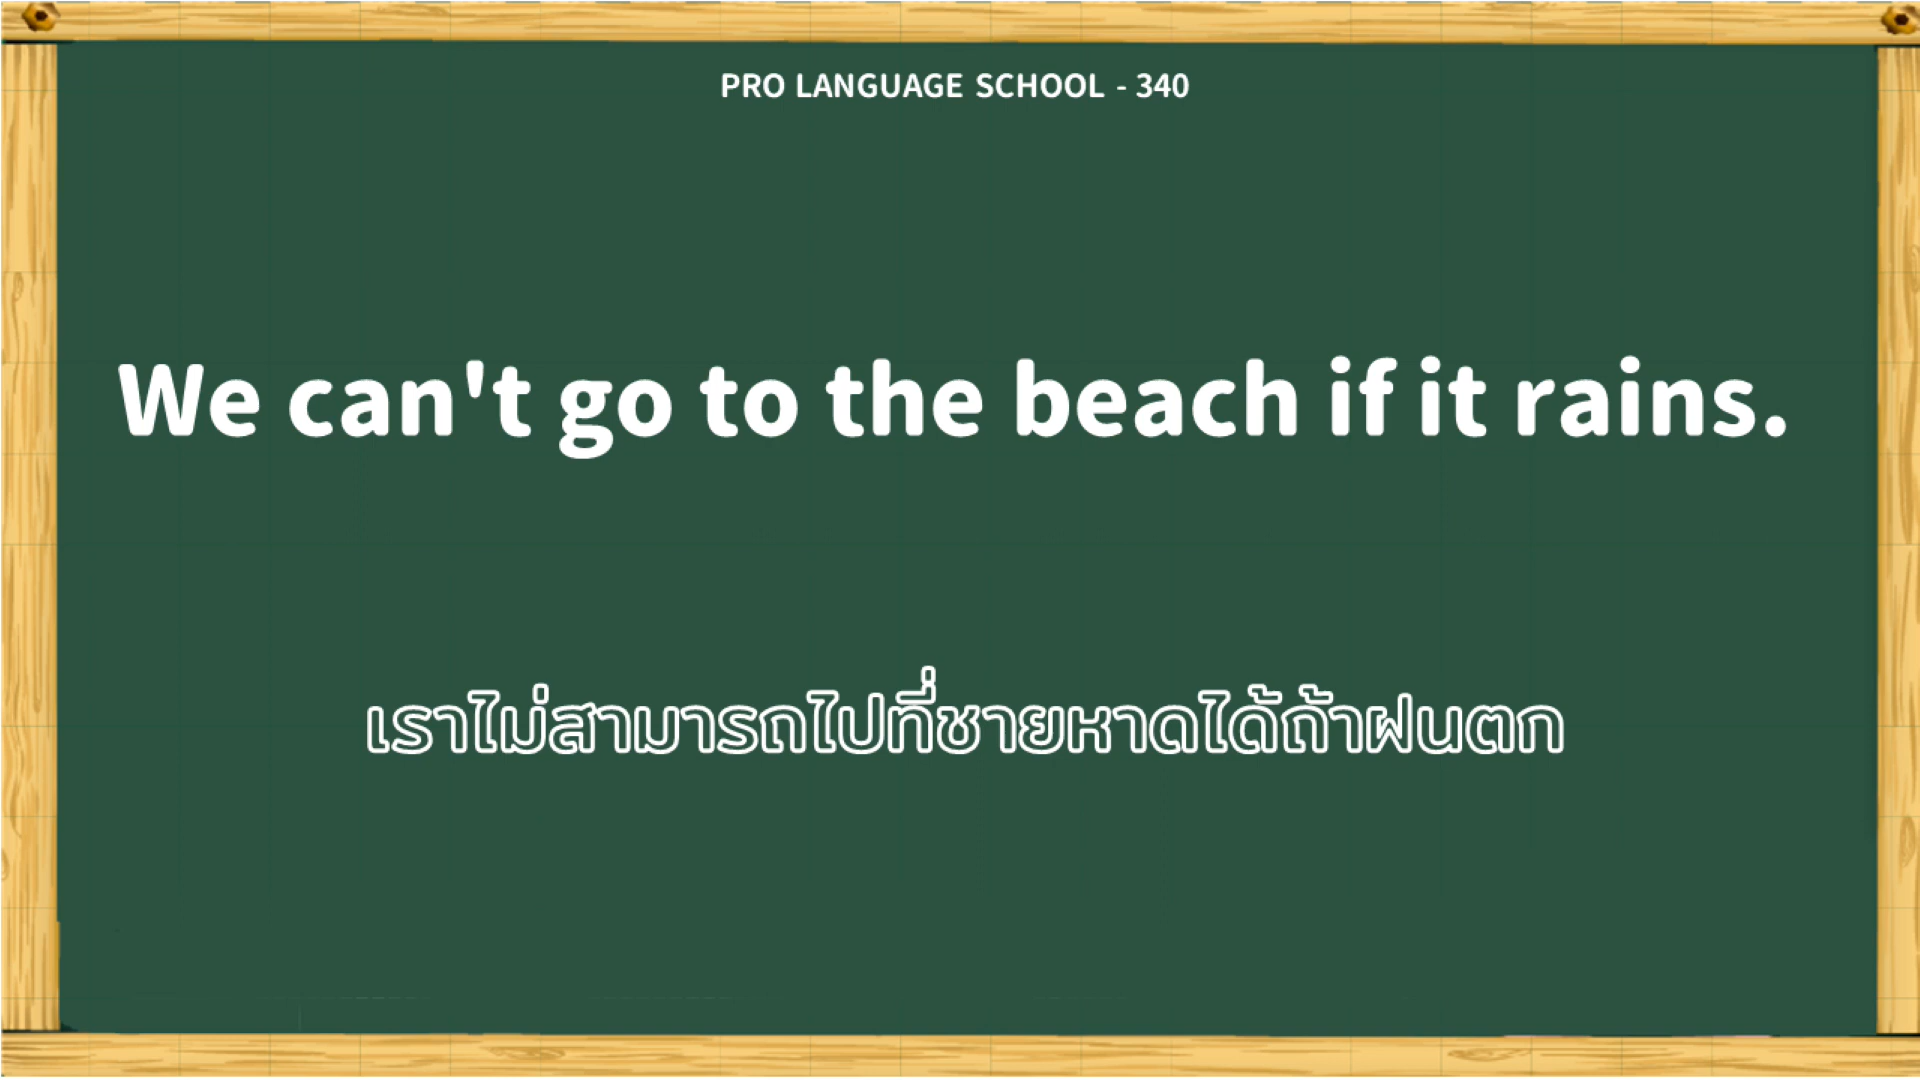 PRO LANGUAGE SCHOOL - 340
We can't go to the beach if it rains.
เราไม่สามารถไปที่ชายหาดได้ถ้าฝนตก